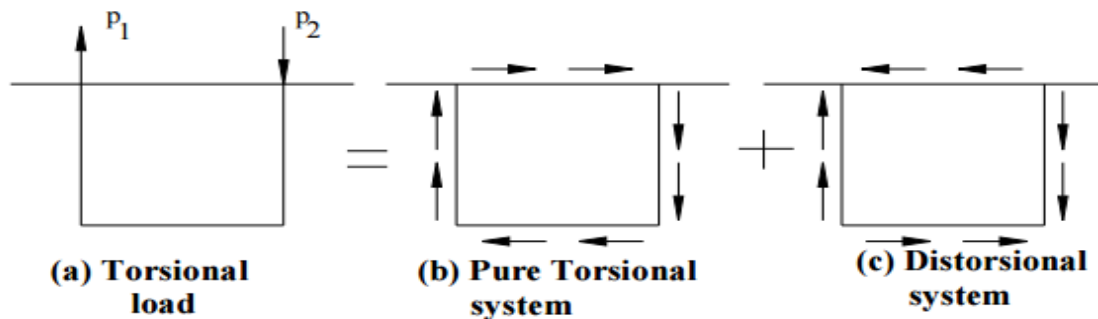 P1 P2
= +
(a) Torsional
load
(b) Pure Torsional
system
(c) Distorsional
system